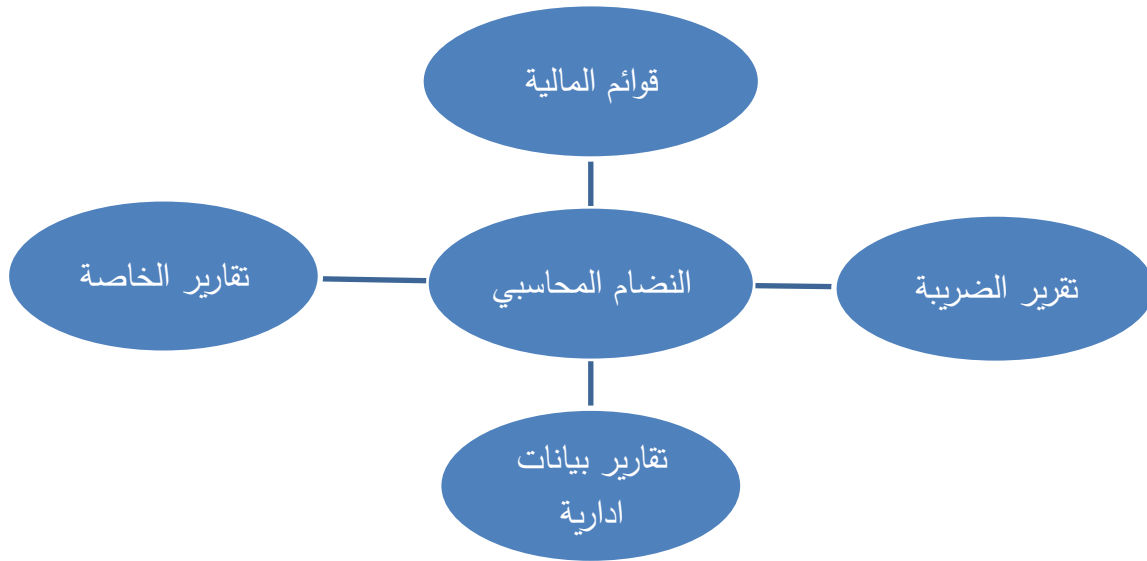 قوائم المالية
تقرير الضريبة
النضام المحاسبي
تقارير الخاصة
تقارير بيانات
ادارية